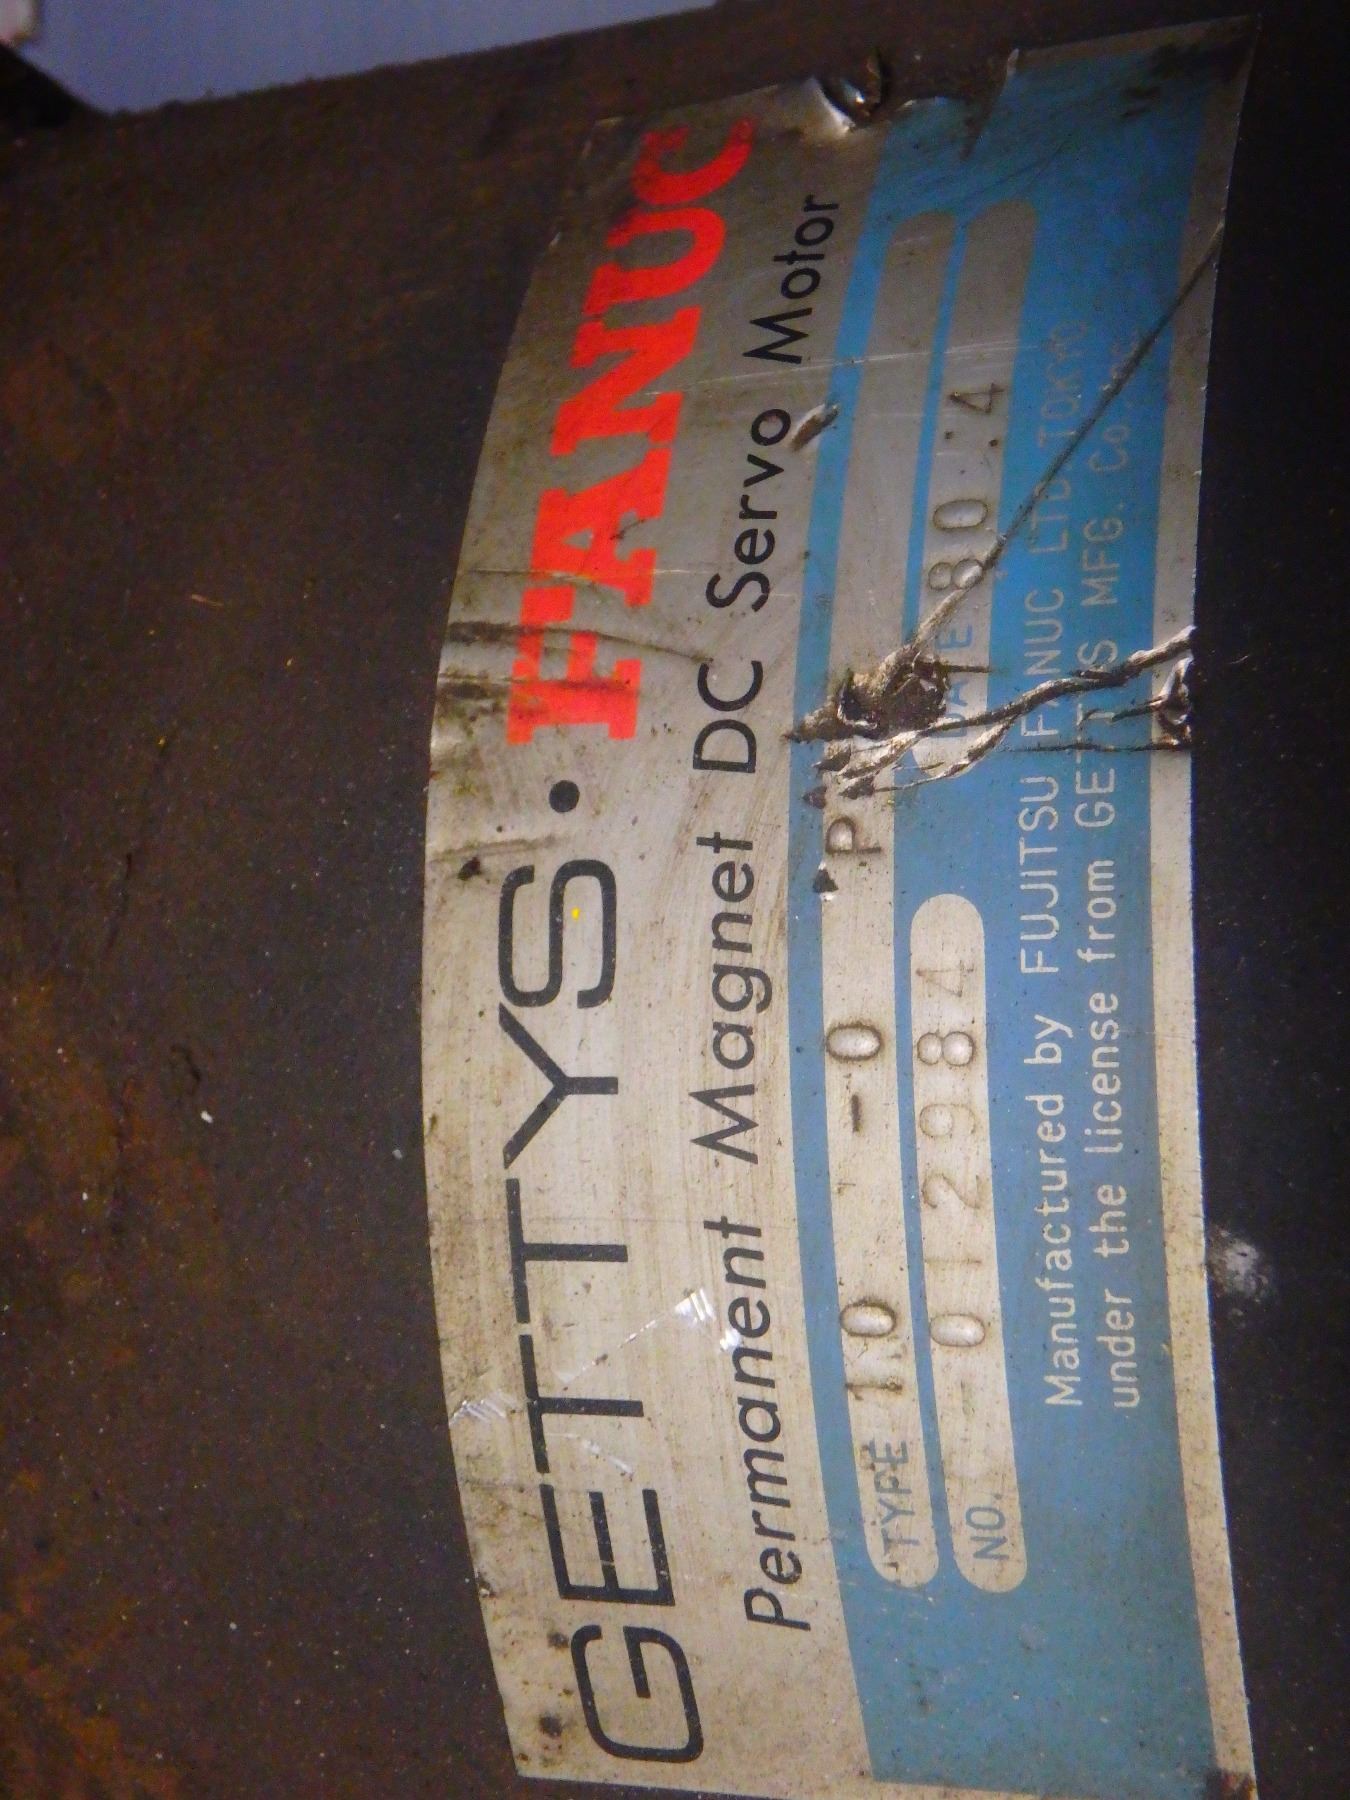 GETTYS · FANUC
Permanent Magnet DC Servo Motor
TYPE 10 - 0 P
NO. - 012984 DATE 80.4
Manufactured by FUJITSU FANUC LTD. TOKYO
under the license from GETTYS MFG. Co. Inc.